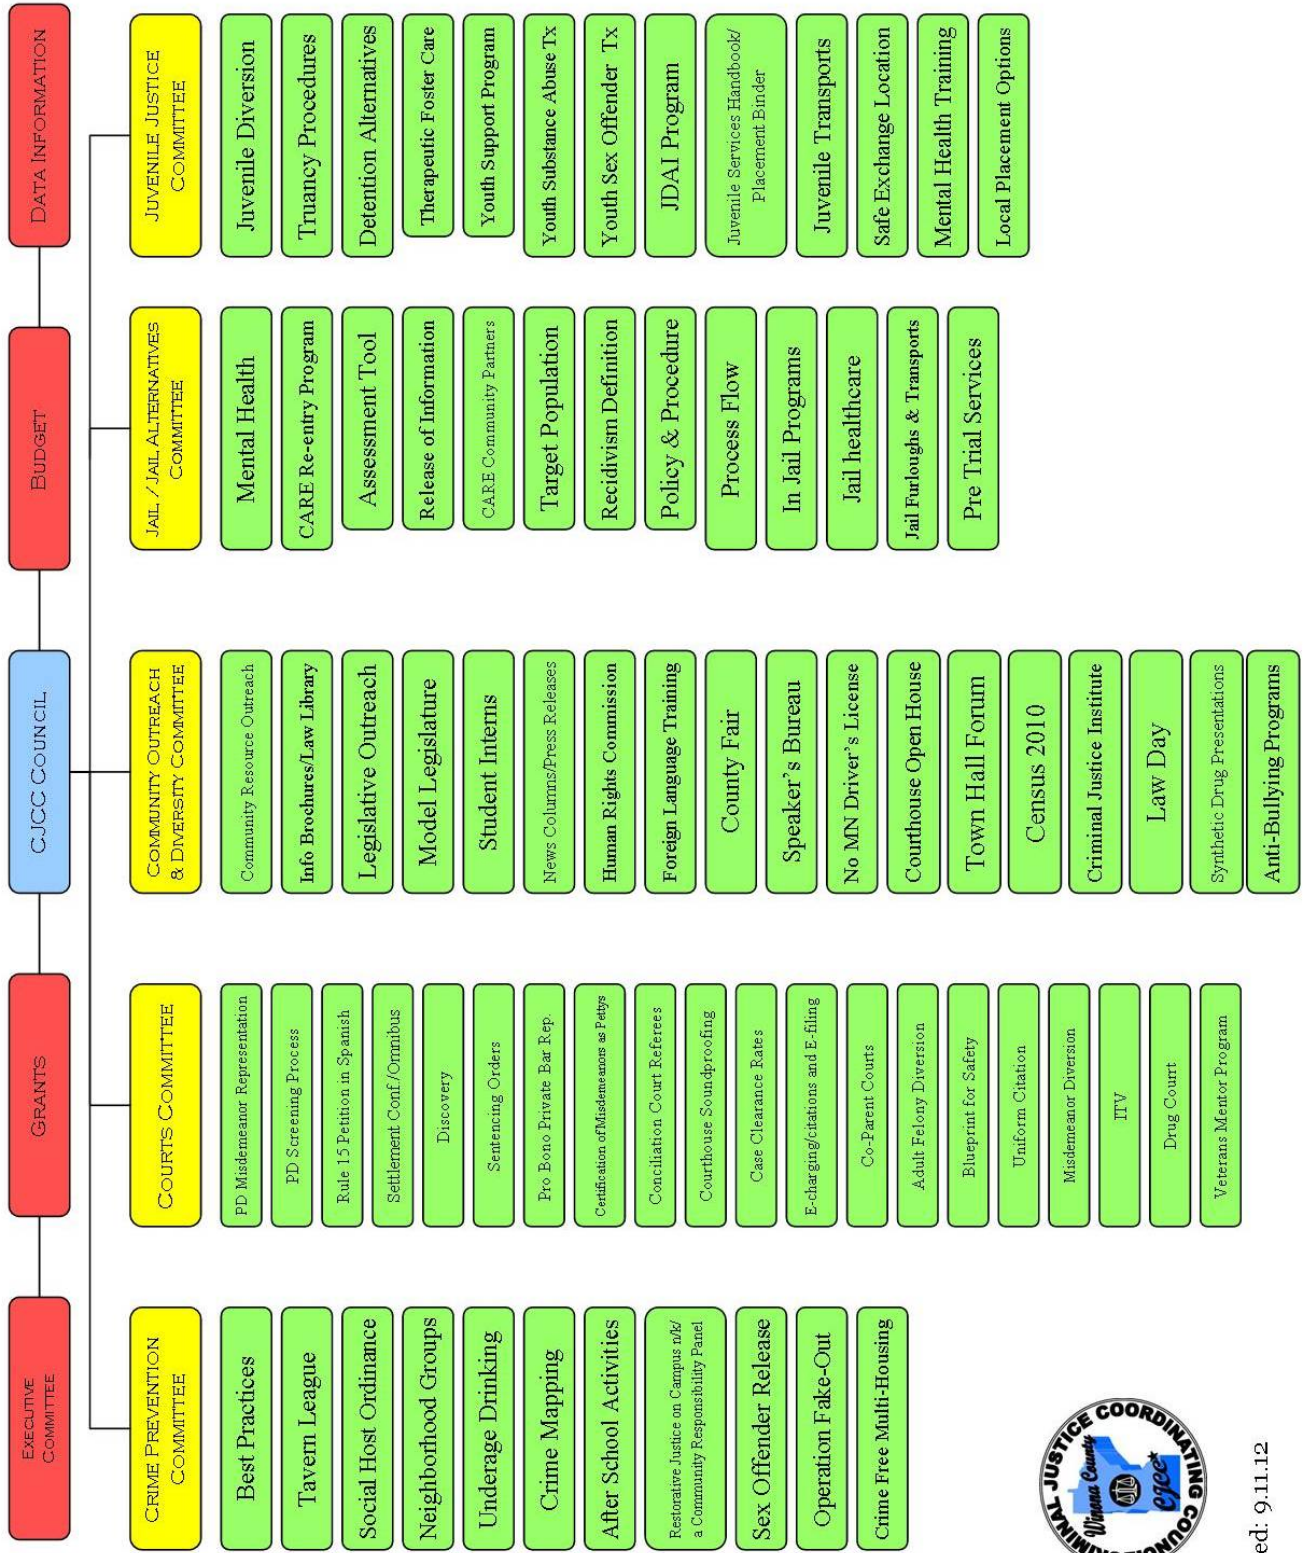 EXECUTIVE
COMMITTEE
GRANTS
CJCC COUNCIL
BUDGET
DATA INFORMATION
CRIME PREVENTION
COMMITTEE
Best Practices
Tavern League
Social Host Ordinance
Neighborhood Groups
Underage Drinking
Crime Mapping
After School Activities
Restorative Justice on Campus n/k/
a Community Responsibility Panel
Sex Offender Release
Operation Fake-Out
Crime Free Multi-Housing
COURTS COMMITTEE
PD Misdemeanor Representation
PD Screening Process
Rule 15 Petition in Spanish
Settlement Conf./Omnibus
Discovery
Sentencing Orders
Pro Bono Private Bar Rep.
Certification of Misdemeanors as Pettys
Conciliation Court Referees
Courthouse Soundproofing
Case Clearance Rates
E-charging/citations and E-filing
Co-Parent Courts
Adult Felony Diversion
Blueprint for Safety
Uniform Citation
Misdemeanor Diversion
ITV
Drug Court
Veterans Mentor Program
COMMUNITY OUTREACH
& DIVERSITY COMMITTEE
Community Resource Outreach
Info Brochures/Law Library
Legislative Outreach
Model Legislature
Student Interns
News Columns/Press Releases
Human Rights Commission
Foreign Language Training
County Fair
Speaker's Bureau
No MN Driver's License
Courthouse Open House
Town Hall Forum
Census 2010
Criminal Justice Institute
Law Day
Synthetic Drug Presentations
Anti-Bullying Programs
JAIL / JAIL ALTERNATIVES
COMMITTEE
Mental Health
CARE Re-entry Program
Assessment Tool
Release of Information
CARE Community Partners
Target Population
Recidivism Definition
Policy & Procedure
Process Flow
In Jail Programs
Jail healthcare
Jail Furloughs & Transports
Pre Trial Services
JUVENILE JUSTICE
COMMITTEE
Juvenile Diversion
Truancy Procedures
Detention Alternatives
Therapeutic Foster Care
Youth Support Program
Youth Substance Abuse Tx
Youth Sex Offender Tx
JDAI Program
Juvenile Services Handbook/
Placement Binder
Juvenile Transports
Safe Exchange Location
Mental Health Training
Local Placement Options
JUSTICE COORDINATING
Winona County
CJCC
ed: 9.11.12